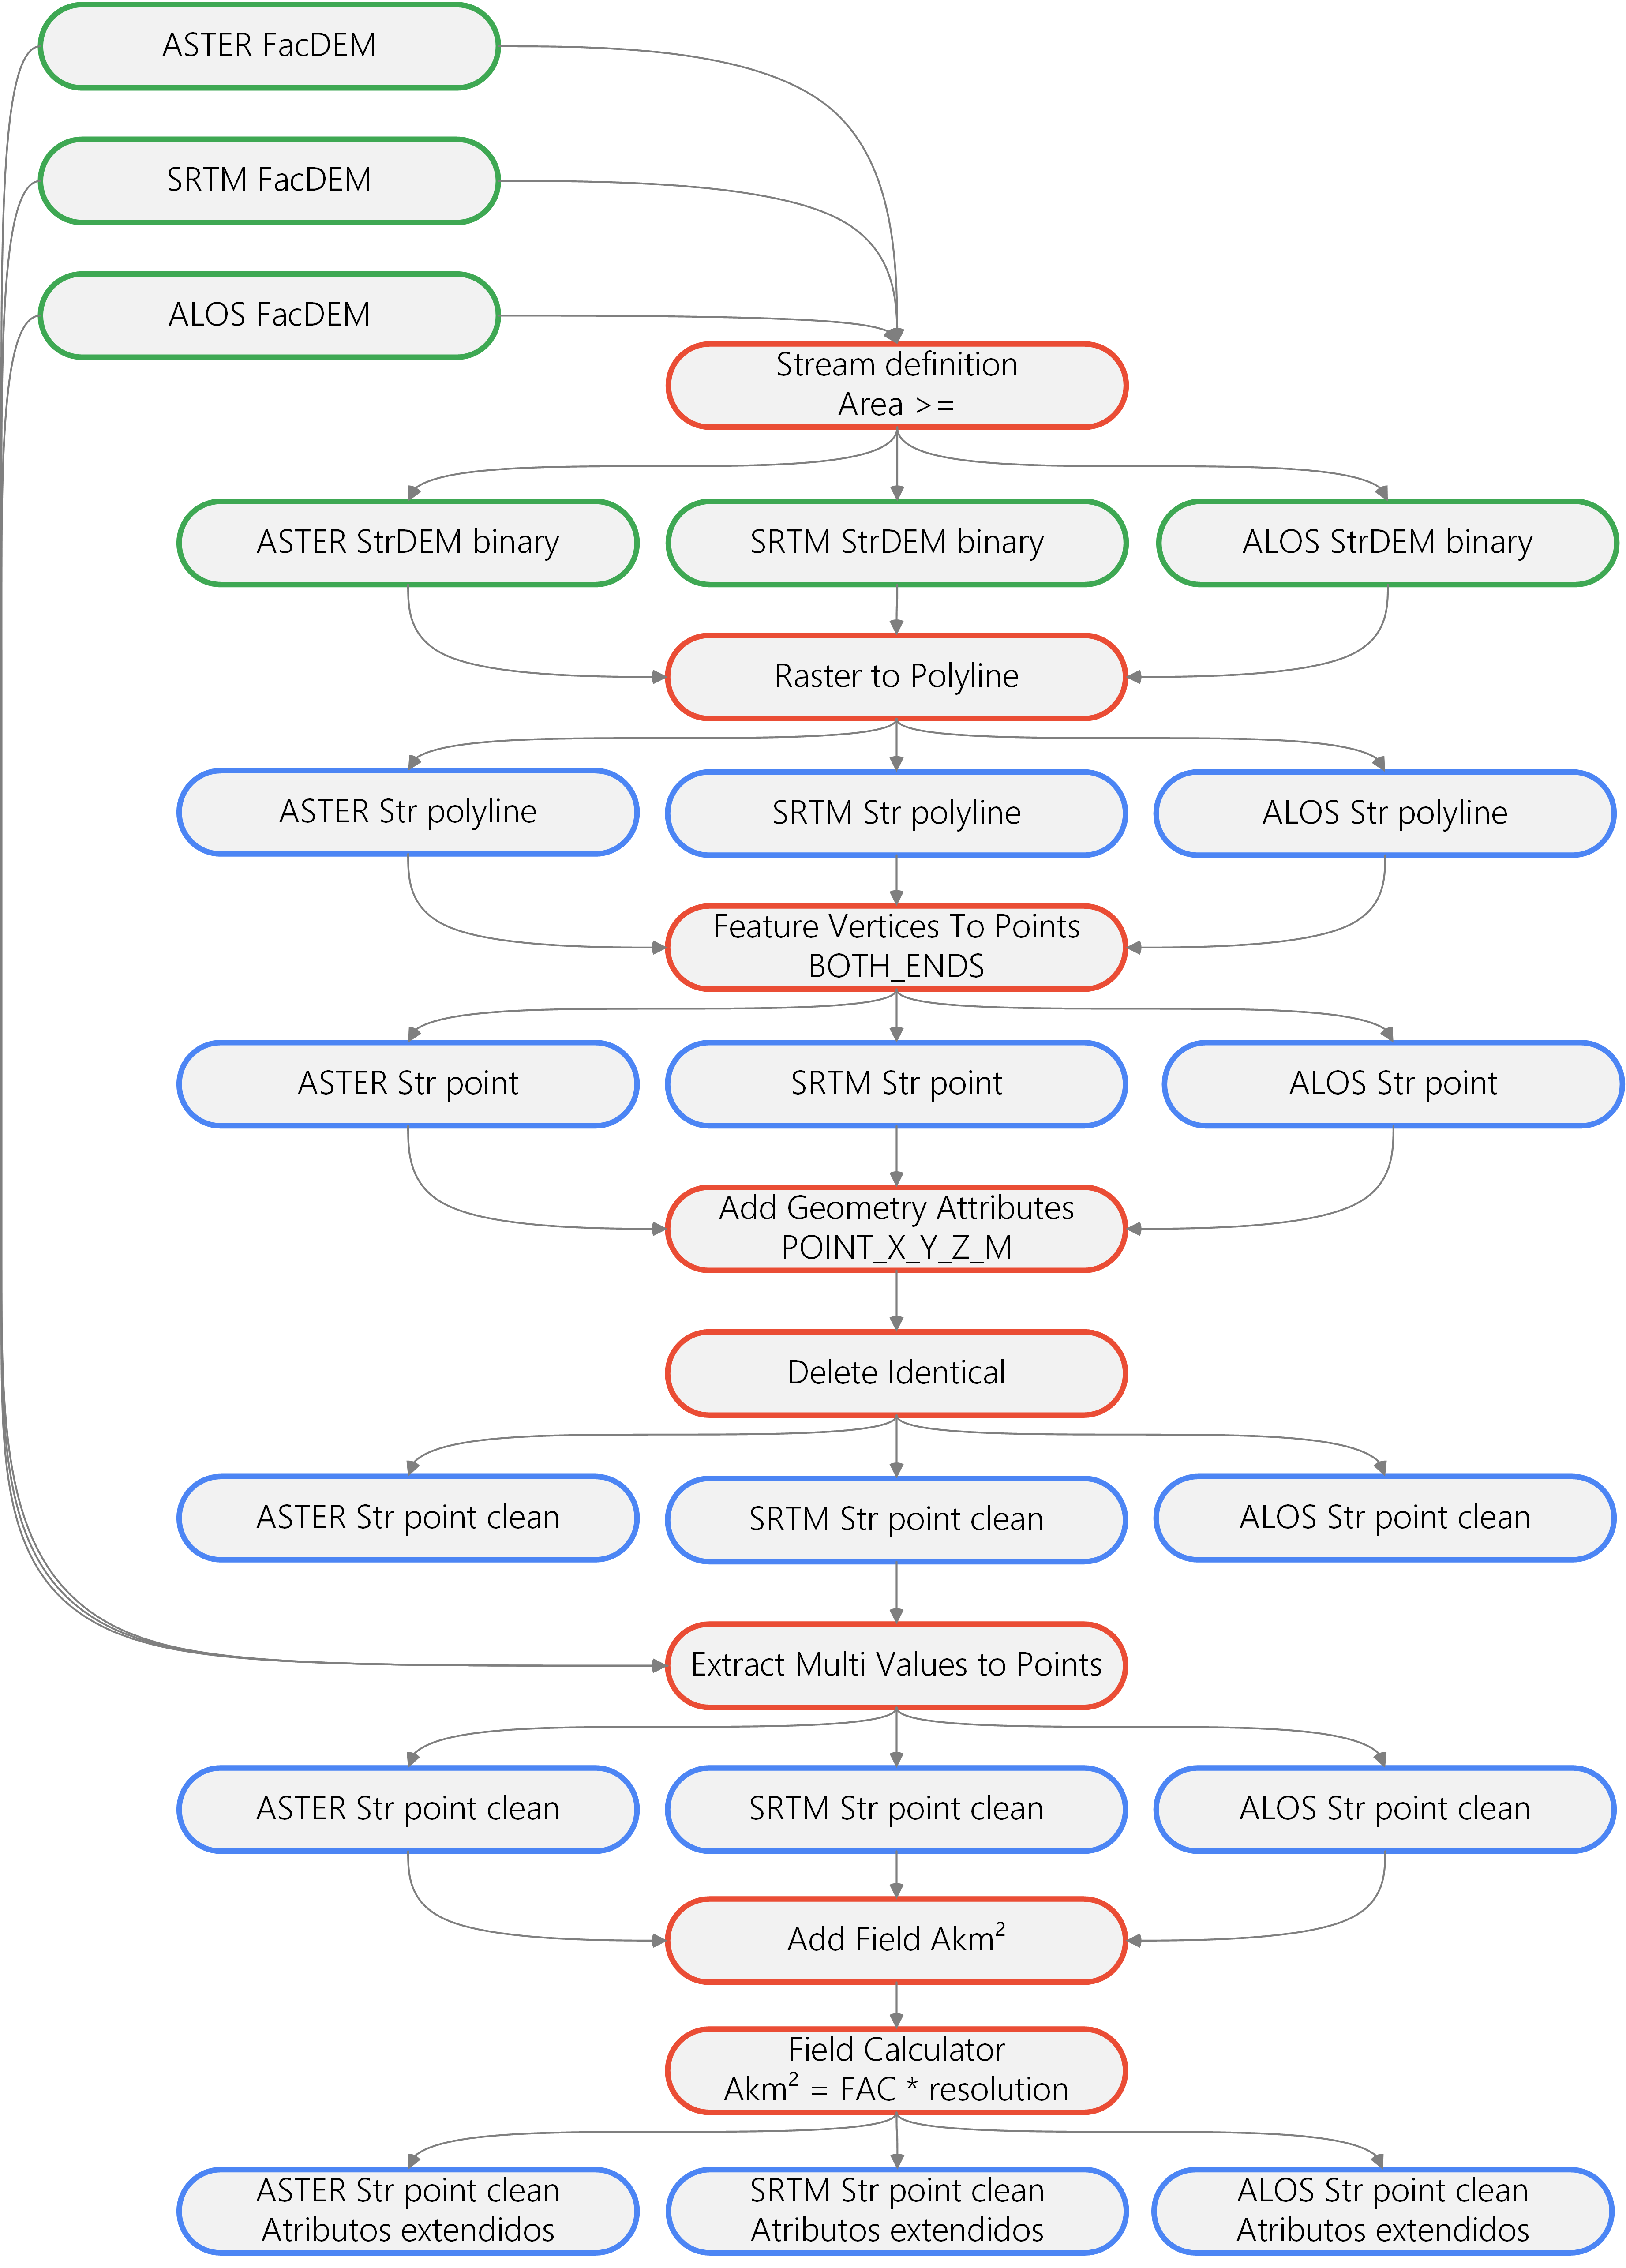 ASTER FacDEM
SRTM FacDEM
ALOS FacDEM
Stream definition
Area >=
ASTER StrDEM binary
SRTM StrDEM binary
ALOS StrDEM binary
Raster to Polyline
ASTER Str polyline
SRTM Str polyline
ALOS Str polyline
Feature Vertices To Points
BOTH_ENDS
ASTER Str point
SRTM Str point
ALOS Str point
Add Geometry Attributes
POINT_X_Y_Z_M
Delete Identical
ASTER Str point clean
SRTM Str point clean
ALOS Str point clean
Extract Multi Values to Points
ASTER Str point clean
SRTM Str point clean
ALOS Str point clean
Add Field Akm²
Field Calculator
Akm² = FAC * resolution
ASTER Str point clean
Atributos extendidos
SRTM Str point clean
Atributos extendidos
ALOS Str point clean
Atributos extendidos